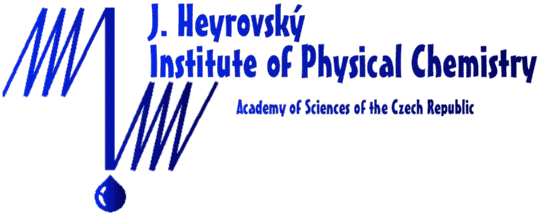 J. Heyrovský
Institute of Physical Chemistry
Academy of Sciences of the Czech Republic